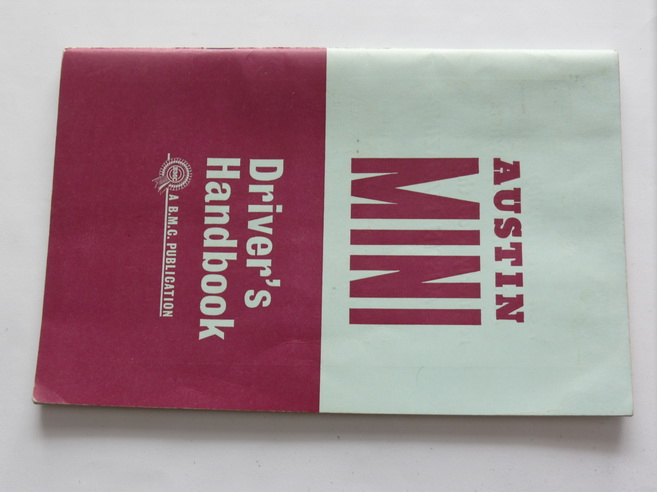 AUSTIN
MINI
Driver's
Handbook
A B.M.C. PUBLICATION